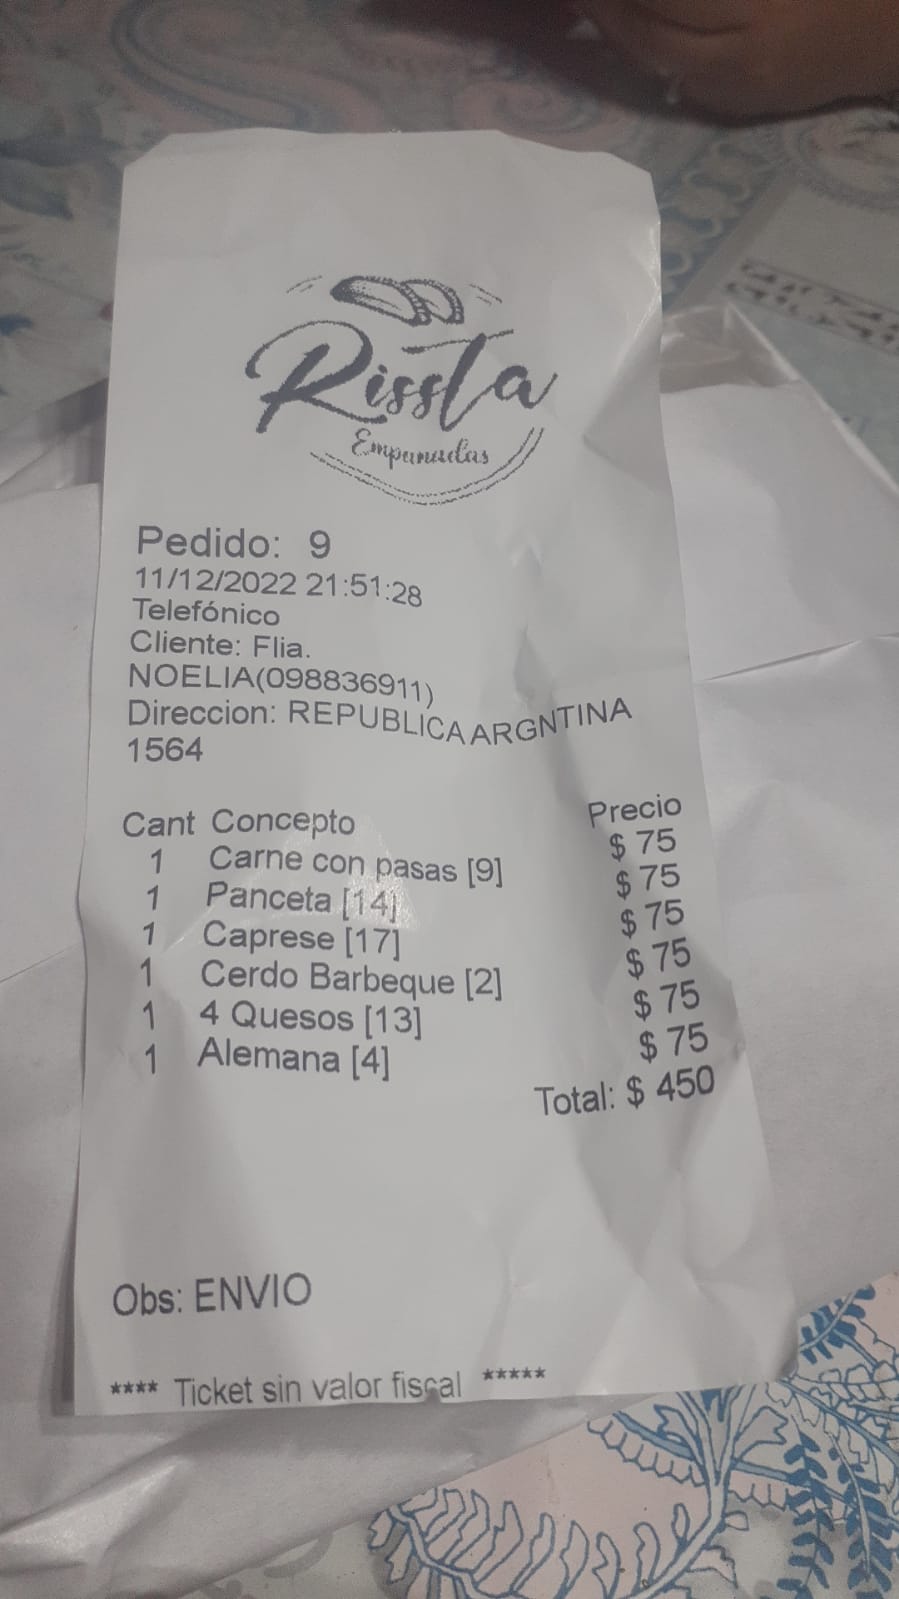 Rissta
Empanadas
Pedido: 9
11/12/2022 21:51:28
Telefónico
Cliente: Flia.
NOELIA(098836911)
Direccion: REPUBLICA ARGNTINA
1564
Cant Concepto Precio
1 Carne con pasas [9] $ 75
1 Panceta [14] $ 75
1 Caprese [17] $ 75
1 Cerdo Barbeque [2] $ 75
1 4 Quesos [13] $ 75
1 Alemana [4] $ 75
Total: $ 450
Obs: ENVIO
**** Ticket sin valor fiscal *****